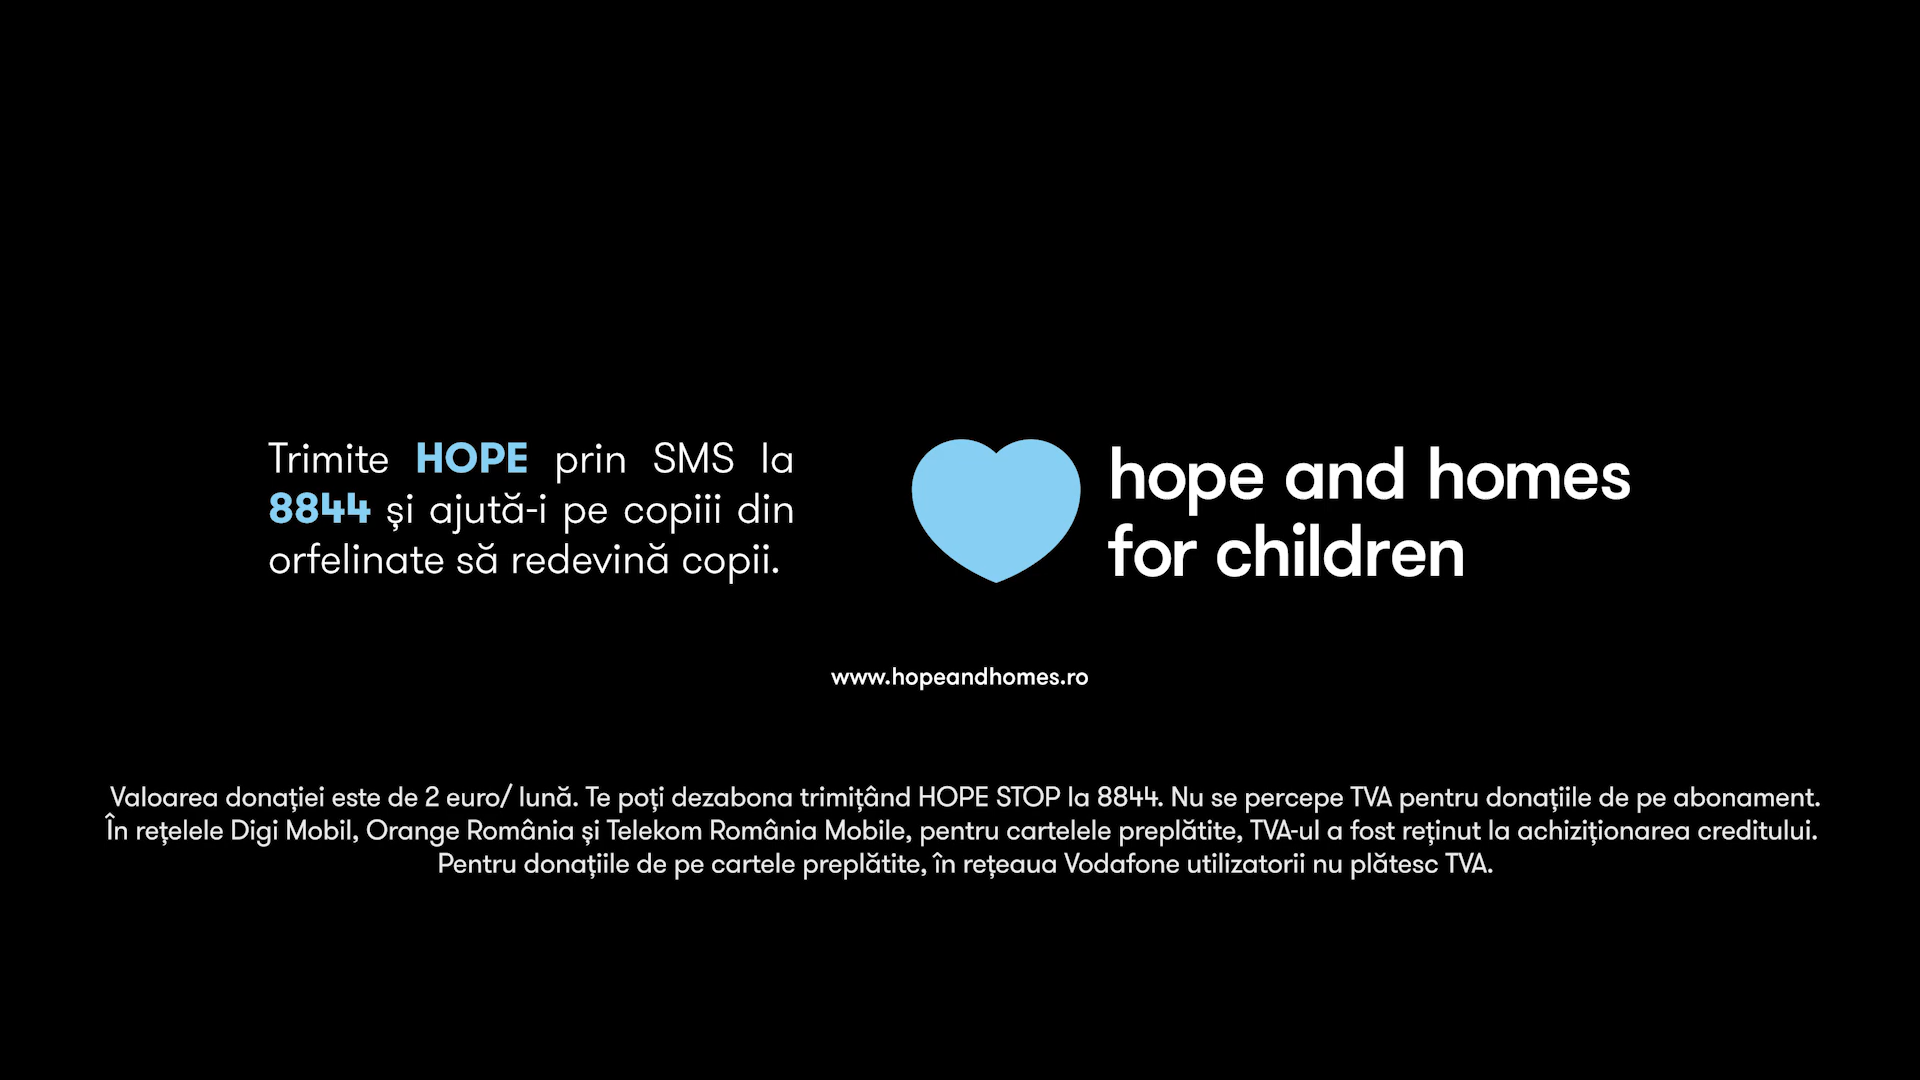 Trimite HOPE prin SMS la
8844 și ajută-i pe copiii din
orfelinate să redevină copii.
hope and homes
for children
www.hopeandhomes.ro
Valoarea donației este de 2 euro/ lună. Te poți dezabona trimițând HOPE STOP la 8844. Nu se percepe TVA pentru donațiile de pe abonament.
În rețelele Digi Mobil, Orange România și Telekom România Mobile, pentru cartelele preplătite, TVA-ul a fost reținut la achiziționarea creditului.
Pentru donațiile de pe cartele preplătite, în rețeaua Vodafone utilizatorii nu plătesc TVA.